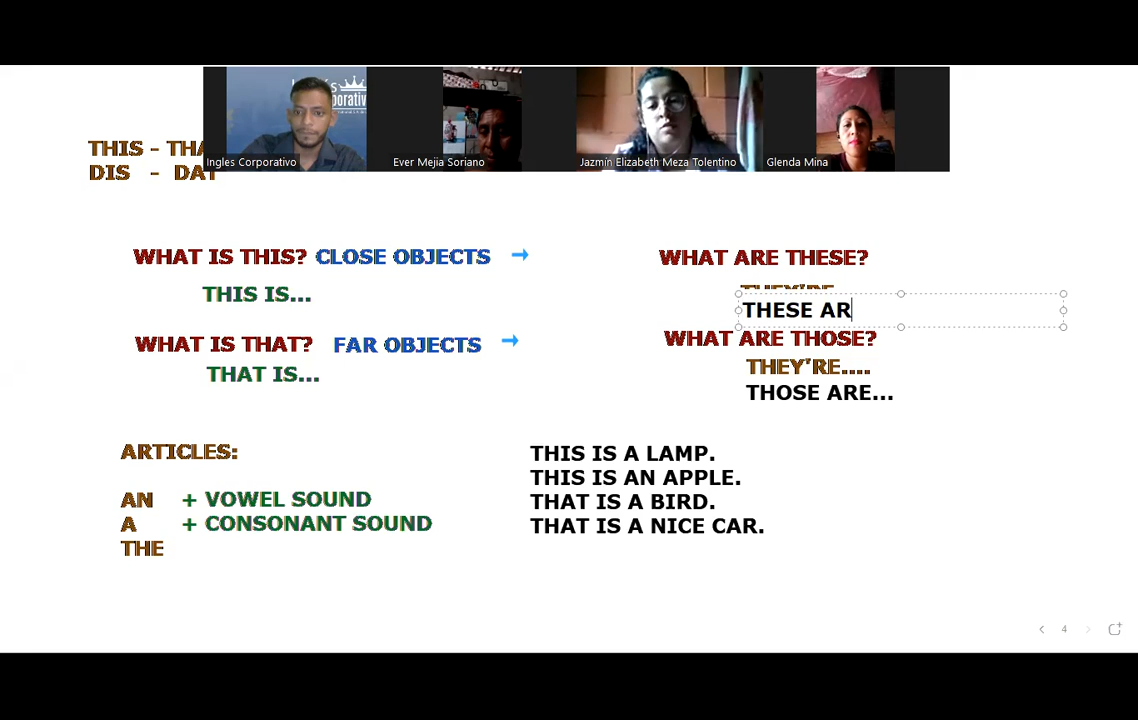 Ingles Corporativo
Ever Mejia Soriano
Jazmín Elizabeth Meza Tolentino
Glenda Mina
THIS - THA
DIS - DAT
WHAT IS THIS? CLOSE OBJECTS →
THIS IS...
WHAT IS THAT? FAR OBJECTS →
THAT IS...
WHAT ARE THESE?
THEY'RE
THESE AR
WHAT ARE THOSE?
THEY'RE....
THOSE ARE...
ARTICLES:
AN + VOWEL SOUND
A + CONSONANT SOUND
THE
THIS IS A LAMP.
THIS IS AN APPLE.
THAT IS A BIRD.
THAT IS A NICE CAR.
4